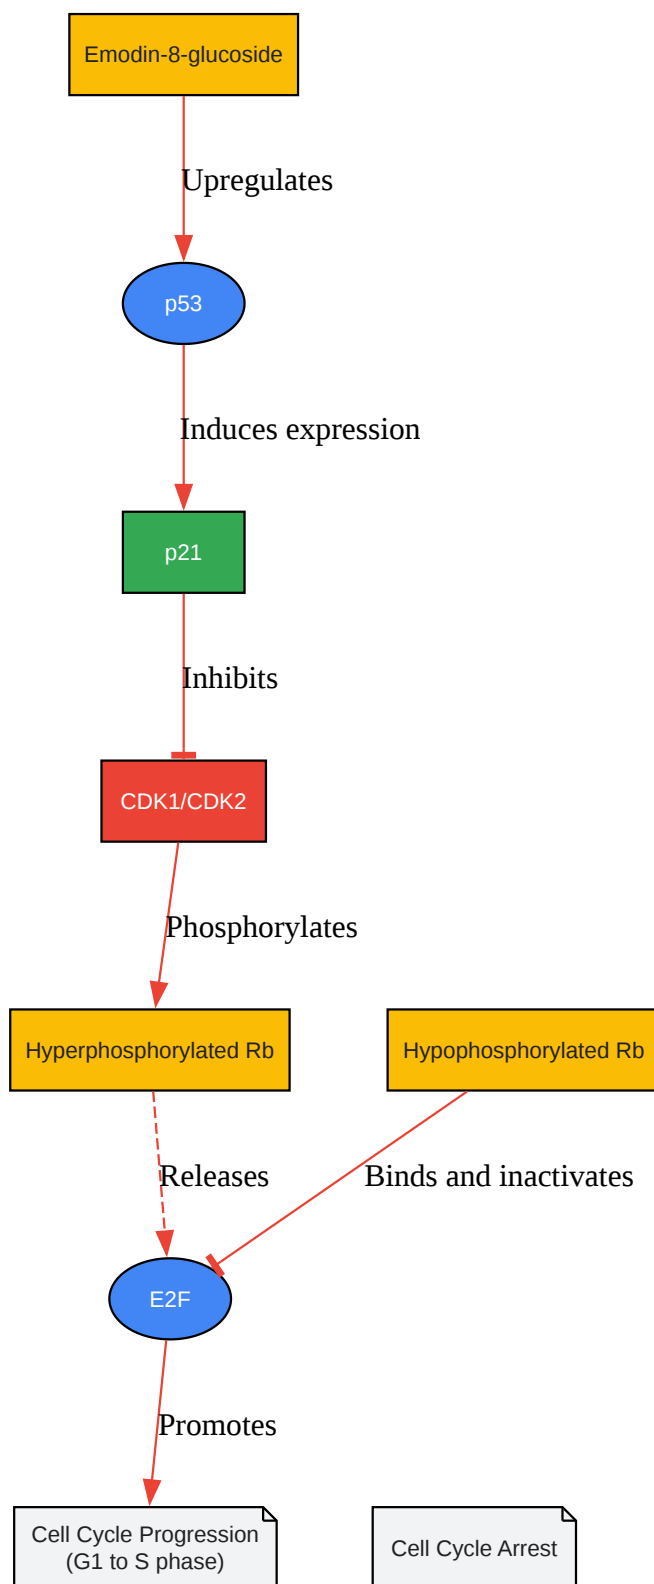 Emodin-8-glucoside
Upregulates
p53
Induces expression
p21
Inhibits
CDK1/CDK2
Phosphorylates
Hyperphosphorylated Rb
Hypophosphorylated Rb
Releases
Binds and inactivates
E2F
Promotes
Cell Cycle Progression
(G1 to S phase)
Cell Cycle Arrest